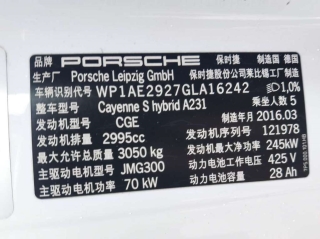 品牌 PORSCHE 保时捷 制造国 德国
生产厂 Porsche Leipzig GmbH 保时捷股份公司莱比锡工厂制造
车辆识别代号 WP1AE2927GLA16242 1,0%
整车型号 Cayenne S hybrid A231 乘坐人数 5
发动机型号 CGE 制造年月 2016.03
发动机排量 2995cc 发动机序列号 121978
最大允许总质量 3050 kg 发动机最大净功率 245kW
主驱动电机型号 JMG300 动力电池工作电压 425 V
主驱动电机功率 70 kW 动力电池容量 28 Ah